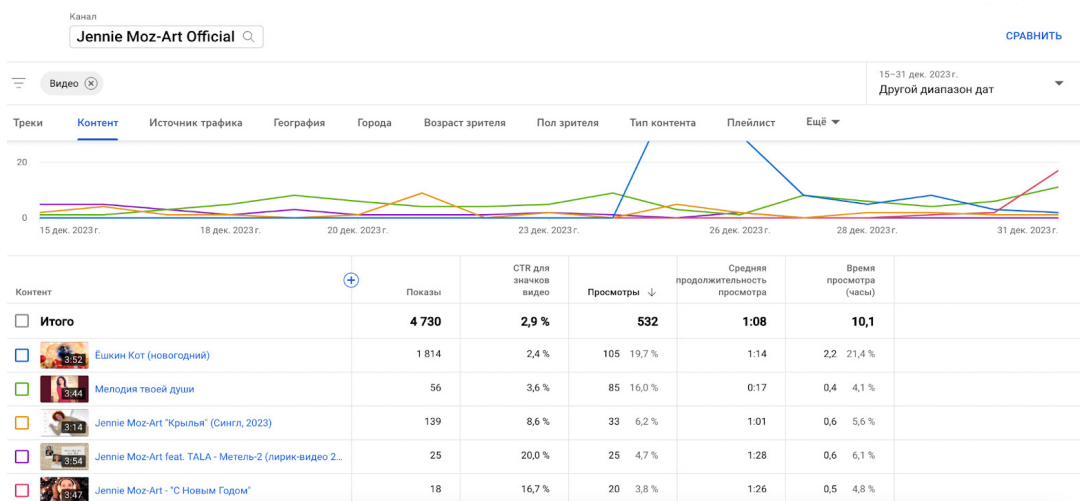 Канал
Jennie Moz-Art Official
СРАВНИТЬ
Видео
15–31 дек. 2023 г.
Другой диапазон дат
Треки Контент Источник трафика География Города Возраст зрителя Пол зрителя Тип контента Плейлист Ещё
20
0
15 дек. 2023 г. 18 дек. 2023 г. 20 дек. 2023 г. 23 дек. 2023 г. 26 дек. 2023 г. 28 дек. 2023 г. 31 дек. 2023 г.
Контент
Показы
CTR для
значков
видео
Просмотры
Средняя
продолжительность
просмотра
Время
просмотра
(часы)
Итого 4 730 2,9 % 532 1:08 10,1
3:52 Ёшкин Кот (новогодний) 1 814 2,4 % 105 19,7 % 1:14 2,2 21,4 %
3:44 Мелодия твоей души 56 3,6 % 85 16,0 % 0:17 0,4 4,1 %
3:14 Jennie Moz-Art "Крылья" (Сингл, 2023) 139 8,6 % 33 6,2 % 1:01 0,6 5,6 %
3:54 Jennie Moz-Art feat. TALA - Метель-2 (лирик-видео 2... 25 20,0 % 25 4,7 % 1:28 0,6 6,1 %
3:47 Jennie Moz-Art - "С Новым Годом" 18 16,7 % 20 3,8 % 1:26 0,5 4,8 %